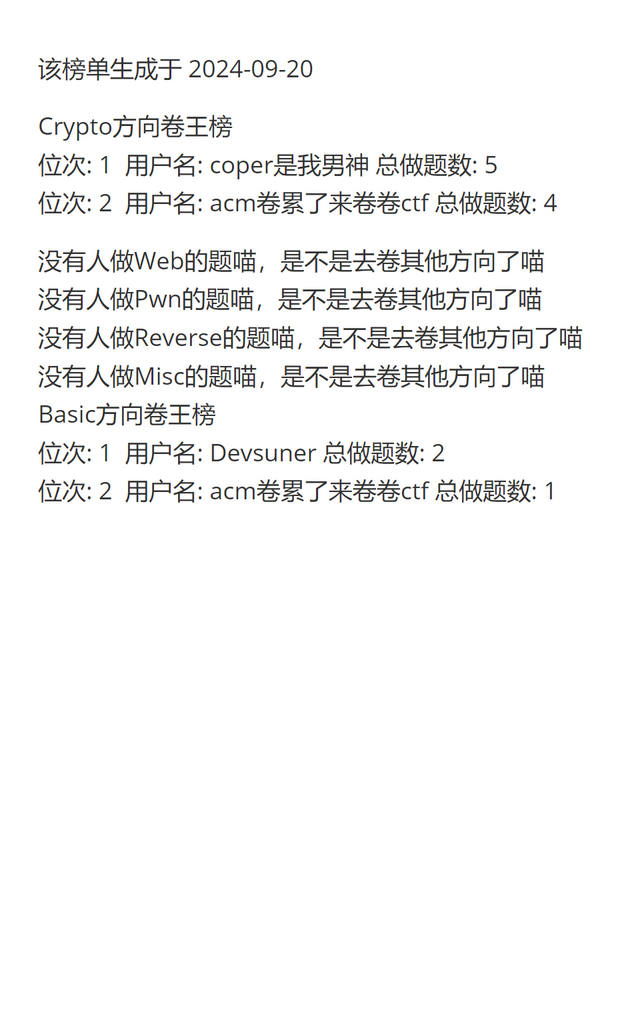 该榜单生成于 2024-09-20
Crypto方向卷王榜
位次: 1 用户名: coper是我男神 总做题数: 5
位次: 2 用户名: acm卷累了来卷卷ctf 总做题数: 4
没有人做Web的题喵，是不是去卷其他方向了喵
没有人做Pwn的题喵，是不是去卷其他方向了喵
没有人做Reverse的题喵，是不是去卷其他方向了喵
没有人做Misc的题喵，是不是去卷其他方向了喵
Basic方向卷王榜
位次: 1 用户名: Devsuner 总做题数: 2
位次: 2 用户名: acm卷累了来卷卷ctf 总做题数: 1